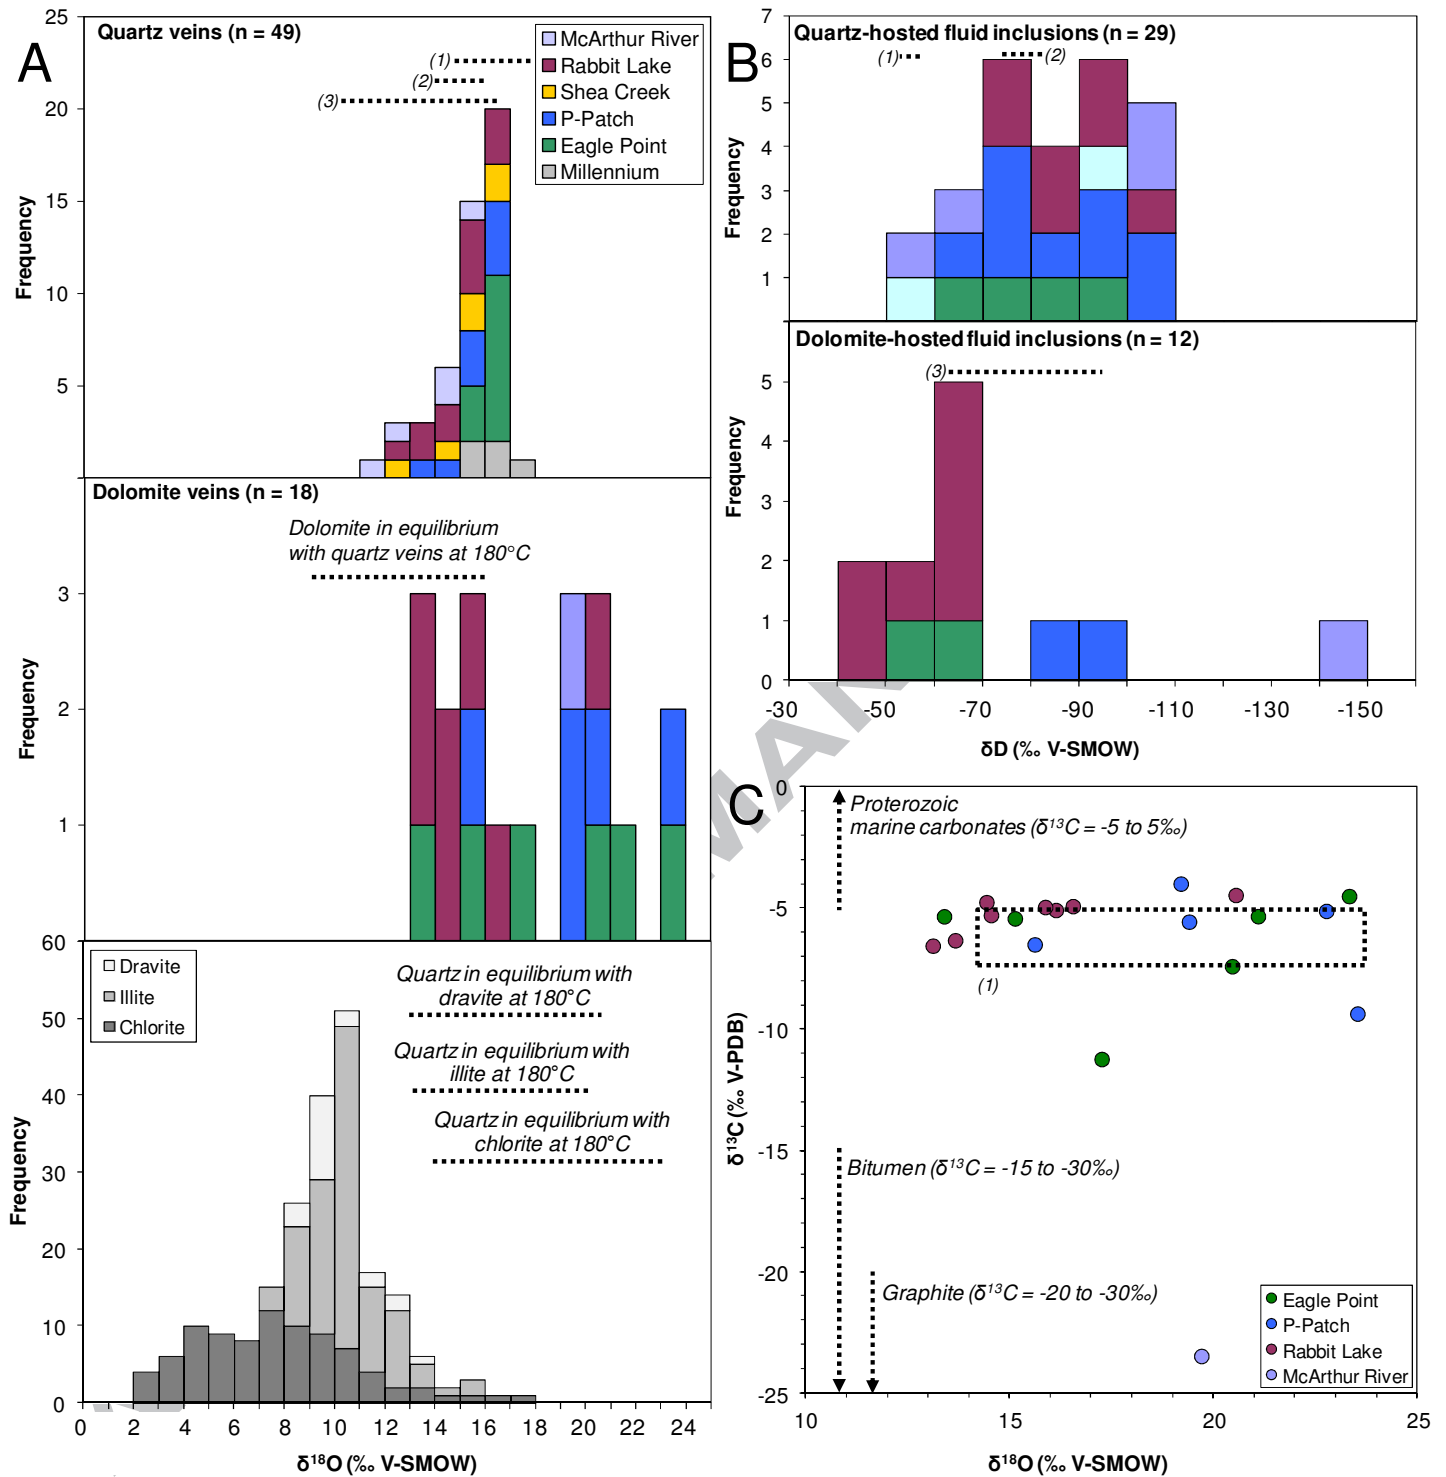 A
Quartz veins (n = 49)
(1)
(2)
(3)
McArthur River
Rabbit Lake
Shea Creek
P-Patch
Eagle Point
Millennium
25
20
15
10
5
Frequency
Dolomite veins (n = 18)
Dolomite in equilibrium
with quartz veins at 180°C
3
2
1
Frequency
Dravite
Illite
Chlorite
Quartz in equilibrium with
dravite at 180°C
Quartz in equilibrium with
illite at 180°C
Quartz in equilibrium with
chlorite at 180°C
60
50
40
30
20
10
0
Frequency
0 2 4 6 8 10 12 14 16 18 20 22 24
δ18O (‰ V-SMOW)
B
Quartz-hosted fluid inclusions (n = 29)
(1)
(2)
7
6
5
4
3
2
1
Frequency
Dolomite-hosted fluid inclusions (n = 12)
(3)
5
4
3
2
1
0
Frequency
-30 -50 -70 -90 -110 -130 -150
δD (‰ V-SMOW)
C
Proterozoic
marine carbonates (δ13C = -5 to 5‰)
(1)
Bitumen (δ13C = -15 to -30‰)
Graphite (δ13C = -20 to -30‰)
Eagle Point
P-Patch
Rabbit Lake
McArthur River
0
-5
-10
-15
-20
-25
δ13C (‰ V-PDB)
10 15 20 25
δ18O (‰ V-SMOW)